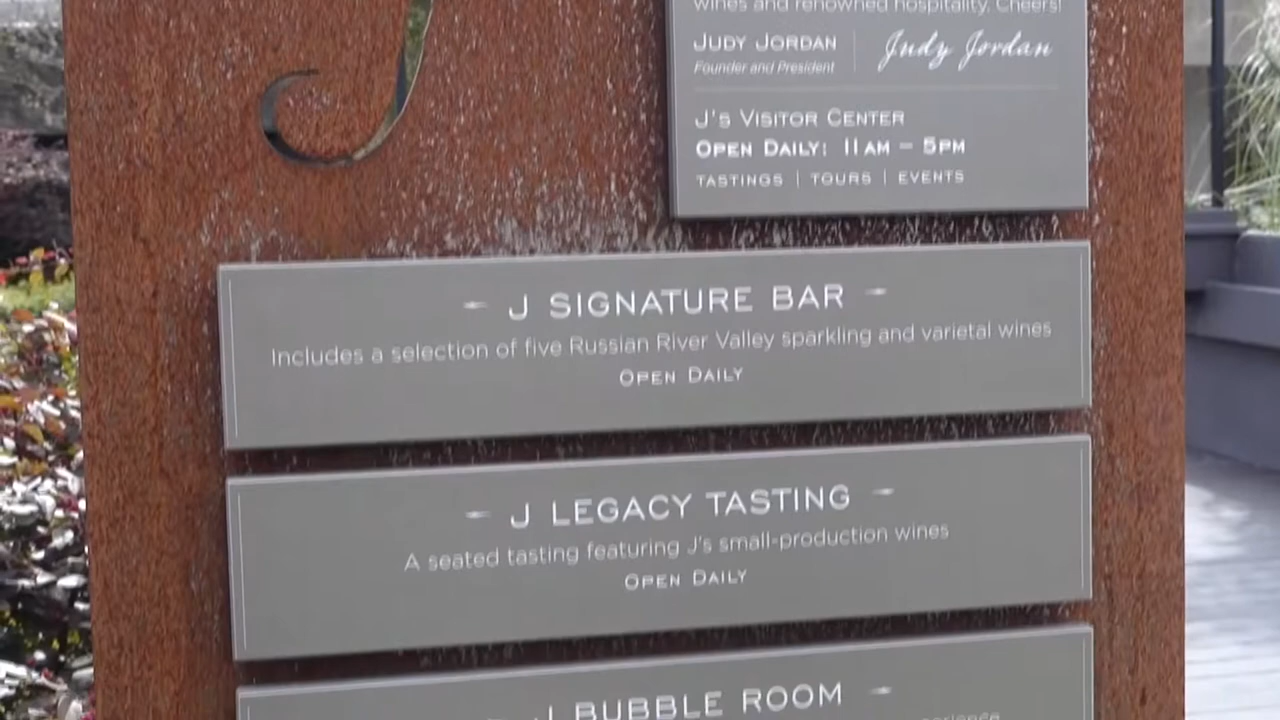 wines and renowned hospitality. Cheers!
JUDY JORDAN
Founder and President
Judy Jordan
J'S VISITOR CENTER
OPEN DAILY: 11 AM – 5PM
TASTINGS | TOURS | EVENTS
J SIGNATURE BAR
Includes a selection of five Russian River Valley sparkling and varietal wines
OPEN DAILY
J LEGACY TASTING
A seated tasting featuring J's small-production wines
OPEN DAILY
J BUBBLE ROOM